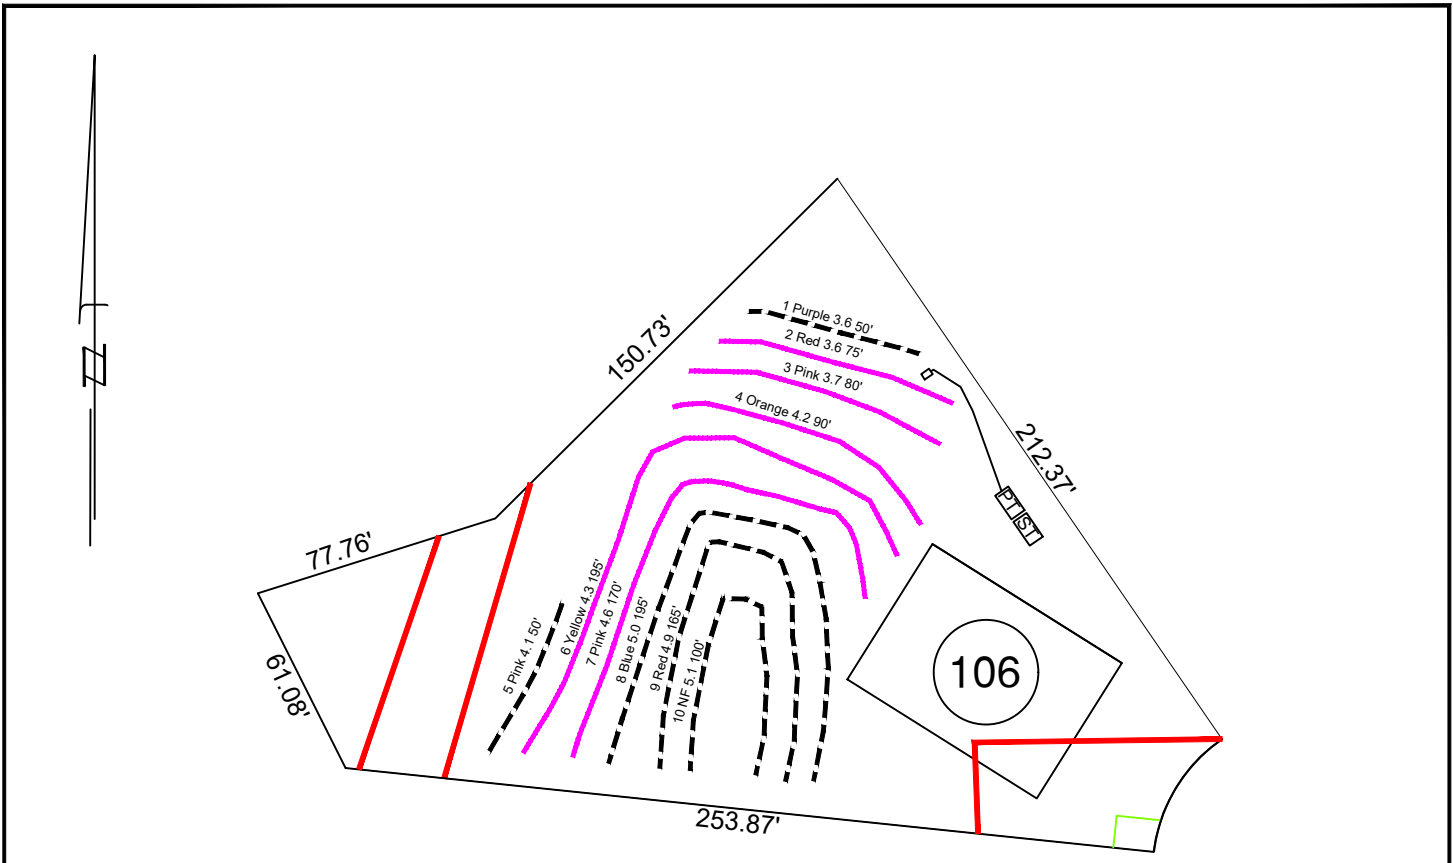 1 Purple 3.6 50'
2 Red 3.6 75'
3 Pink 3.7 80'
4 Orange 4.2 90'
150.73'
212.37'
PT
ST
77.76'
N
5 Pink 4.1 50'
6 Yellow 4.3 195'
7 Pink 4.6 170'
8 Blue 5.0 195'
9 Red 4.9 165'
10 NF 5.1 100'
61.08'
106
253.87'